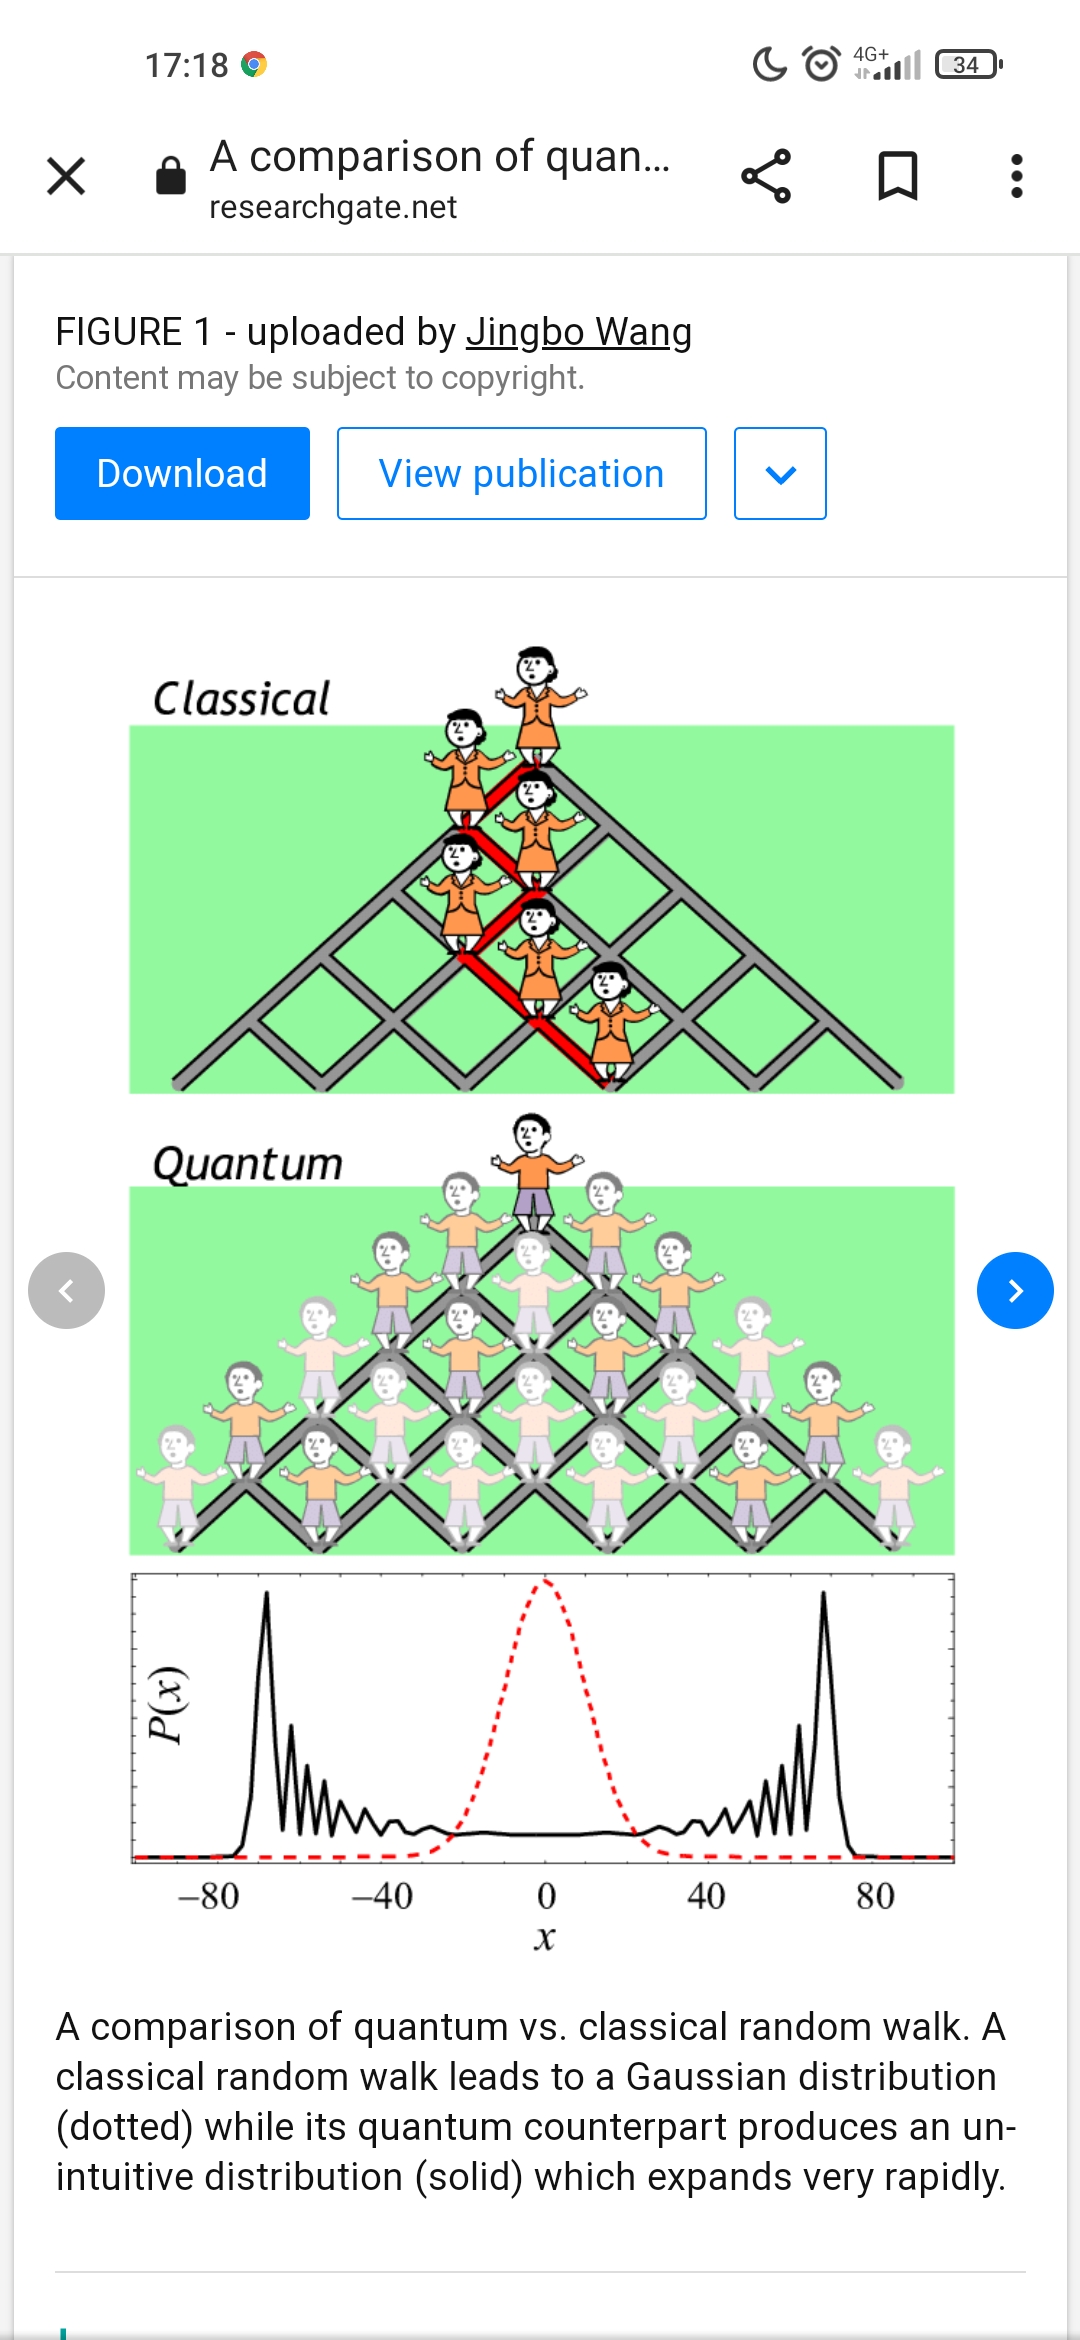 17:18
4G+
34
A comparison of quan...
researchgate.net
FIGURE 1 - uploaded by Jingbo Wang
Content may be subject to copyright.
Download
View publication
Classical
Quantum
P(x)
−80 −40 0 40 80
x
A comparison of quantum vs. classical random walk. A
classical random walk leads to a Gaussian distribution
(dotted) while its quantum counterpart produces an un-
intuitive distribution (solid) which expands very rapidly.